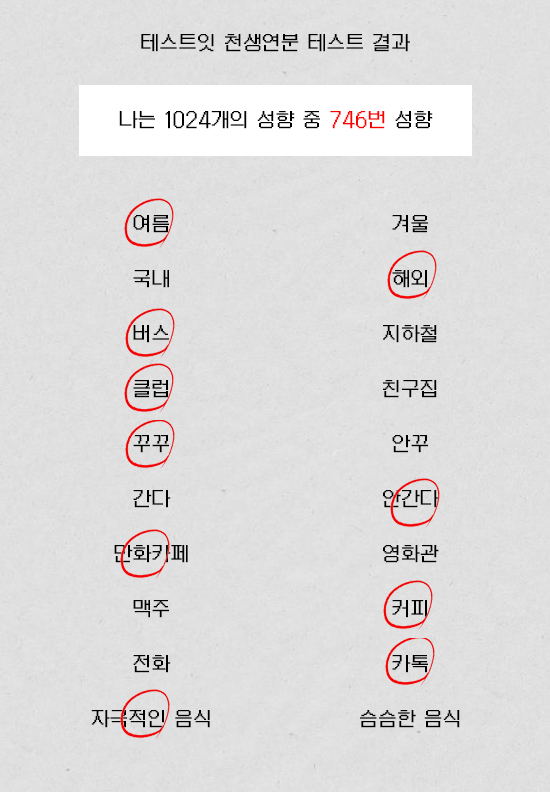 테스트잇 천생연분 테스트 결과
나는 1024개의 성향 중 746번 성향
여름 겨울
국내 해외
버스 지하철
클럽 친구집
꾸꾸 안꾸
간다 안간다
만화카페 영화관
맥주 커피
전화 카톡
자극적인 음식 슴슴한 음식